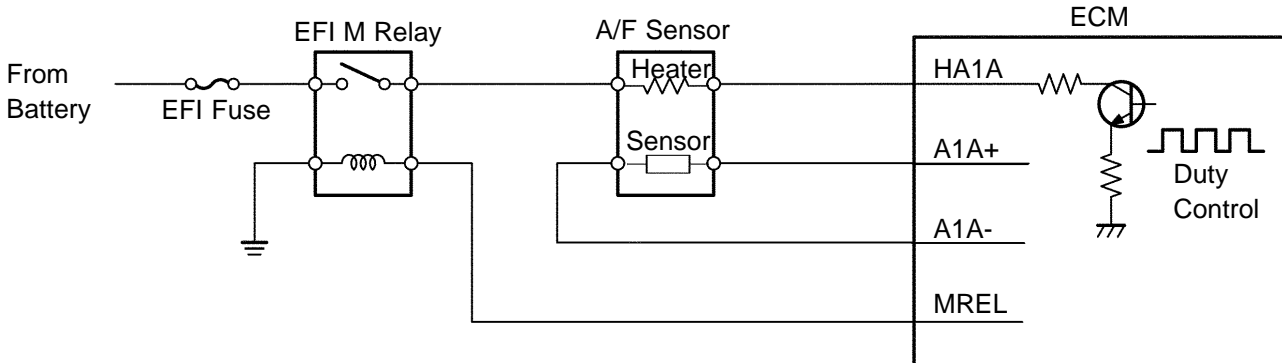 ECM
EFI M Relay
A/F Sensor
From
Battery
EFI Fuse
Heater
HA1A
Sensor
A1A+
Duty
Control
A1A-
MREL